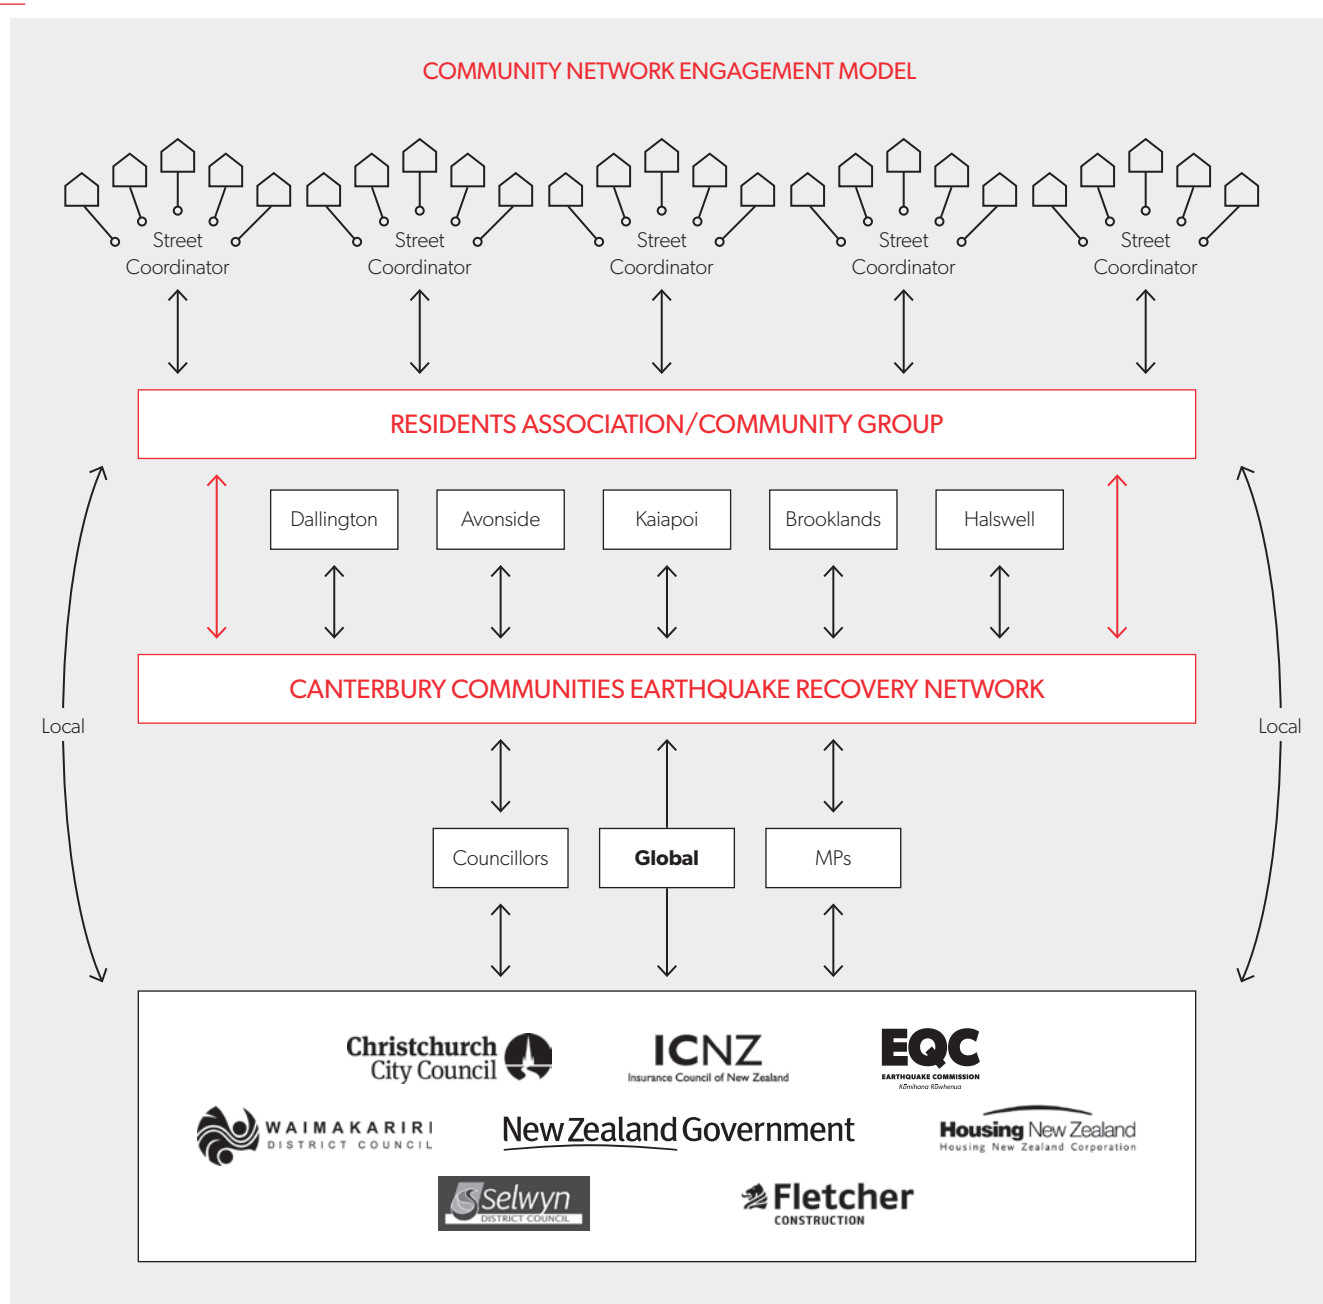 COMMUNITY NETWORK ENGAGEMENT MODEL
Street
Coordinator
Street
Coordinator
Street
Coordinator
Street
Coordinator
Street
Coordinator
RESIDENTS ASSOCIATION/COMMUNITY GROUP
Dallington
Avonside
Kaiapoi
Brooklands
Halswell
CANTERBURY COMMUNITIES EARTHQUAKE RECOVERY NETWORK
Local
Local
Councillors
Global
MPs
Christchurch
City Council
ICNZ
Insurance Council of New Zealand
EQC
EARTHQUAKE COMMISSION
Kōmihana Rūwhenua
WAIMAKARIRI
DISTRICT COUNCIL
New Zealand Government
Housing New Zealand
Housing New Zealand Corporation
Selwyn
DISTRICT COUNCIL
Fletcher
CONSTRUCTION